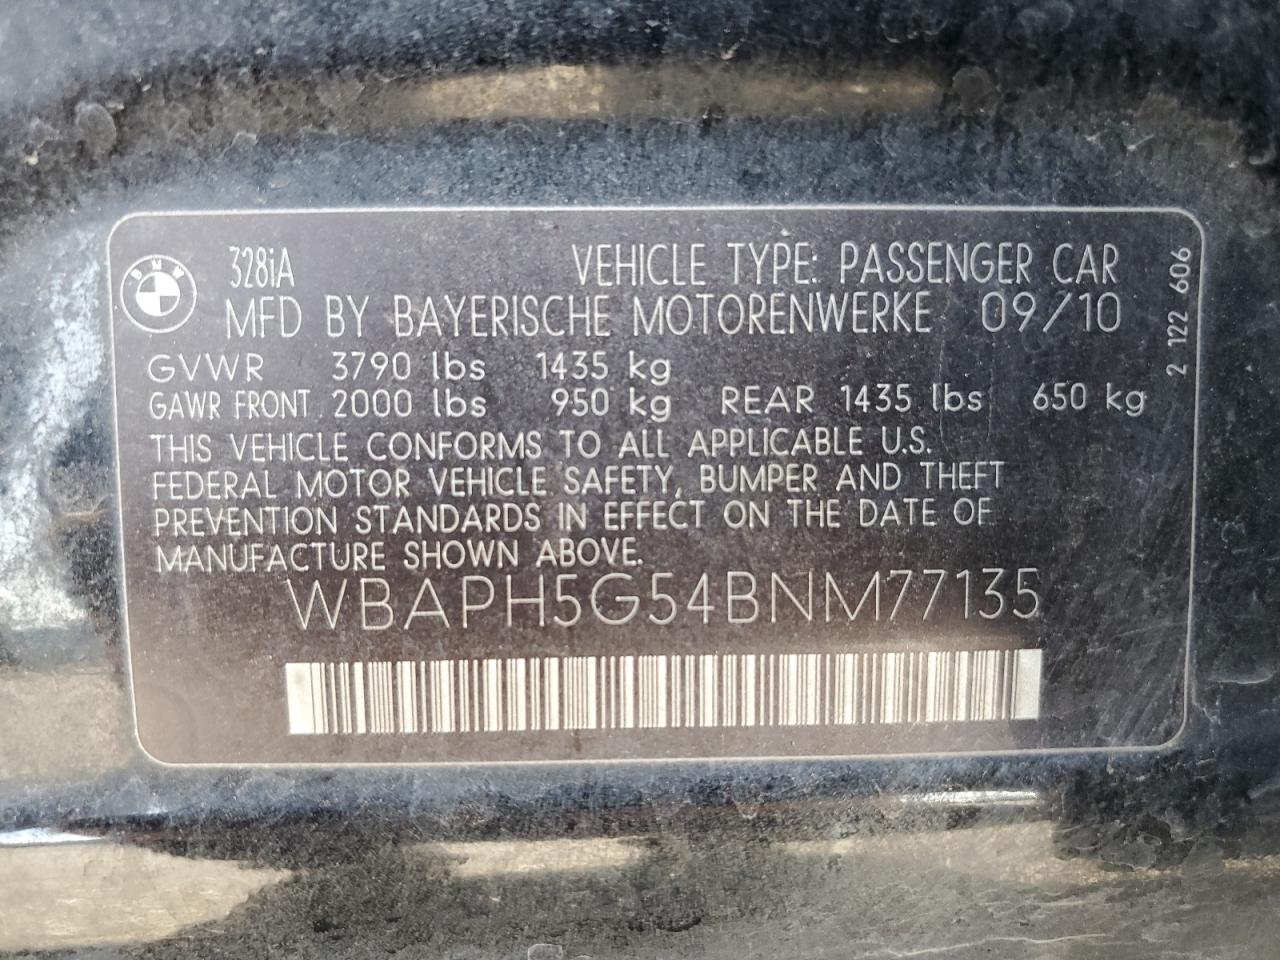 BMW
328iA VEHICLE TYPE: PASSENGER CAR
MFD BY BAYERISCHE MOTORENWERKE 09/10
GVWR 3790 lbs 1435 kg
GAWR FRONT 2000 lbs 950 kg REAR 1435 lbs 650 kg
THIS VEHICLE CONFORMS TO ALL APPLICABLE U.S.
FEDERAL MOTOR VEHICLE SAFETY, BUMPER AND THEFT
PREVENTION STANDARDS IN EFFECT ON THE DATE OF
MANUFACTURE SHOWN ABOVE.
WBAPH5G54BNM77135
2 122 606